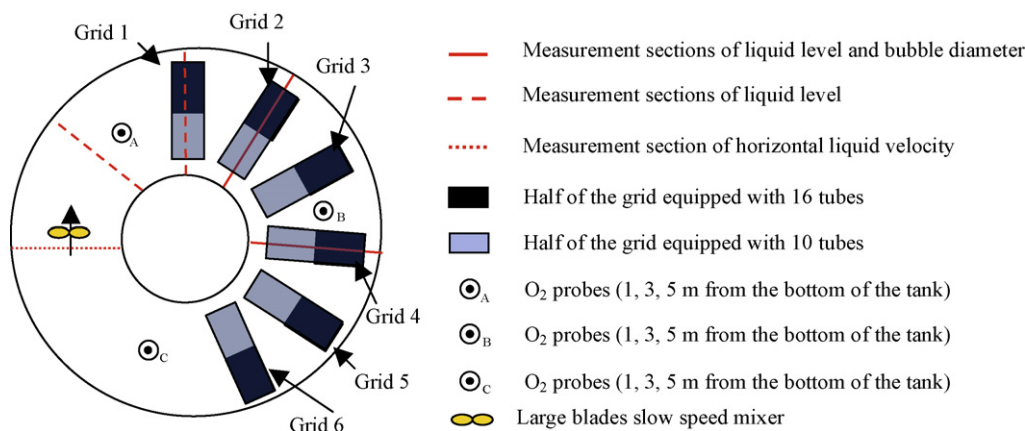 Grid 1
Grid 2
Grid 3
A
B
C
Grid 4
Grid 5
Grid 6
Measurement sections of liquid level and bubble diameter
Measurement sections of liquid level
Measurement section of horizontal liquid velocity
Half of the grid equipped with 16 tubes
Half of the grid equipped with 10 tubes
A O₂ probes (1, 3, 5 m from the bottom of the tank)
B O₂ probes (1, 3, 5 m from the bottom of the tank)
C O₂ probes (1, 3, 5 m from the bottom of the tank)
Large blades slow speed mixer